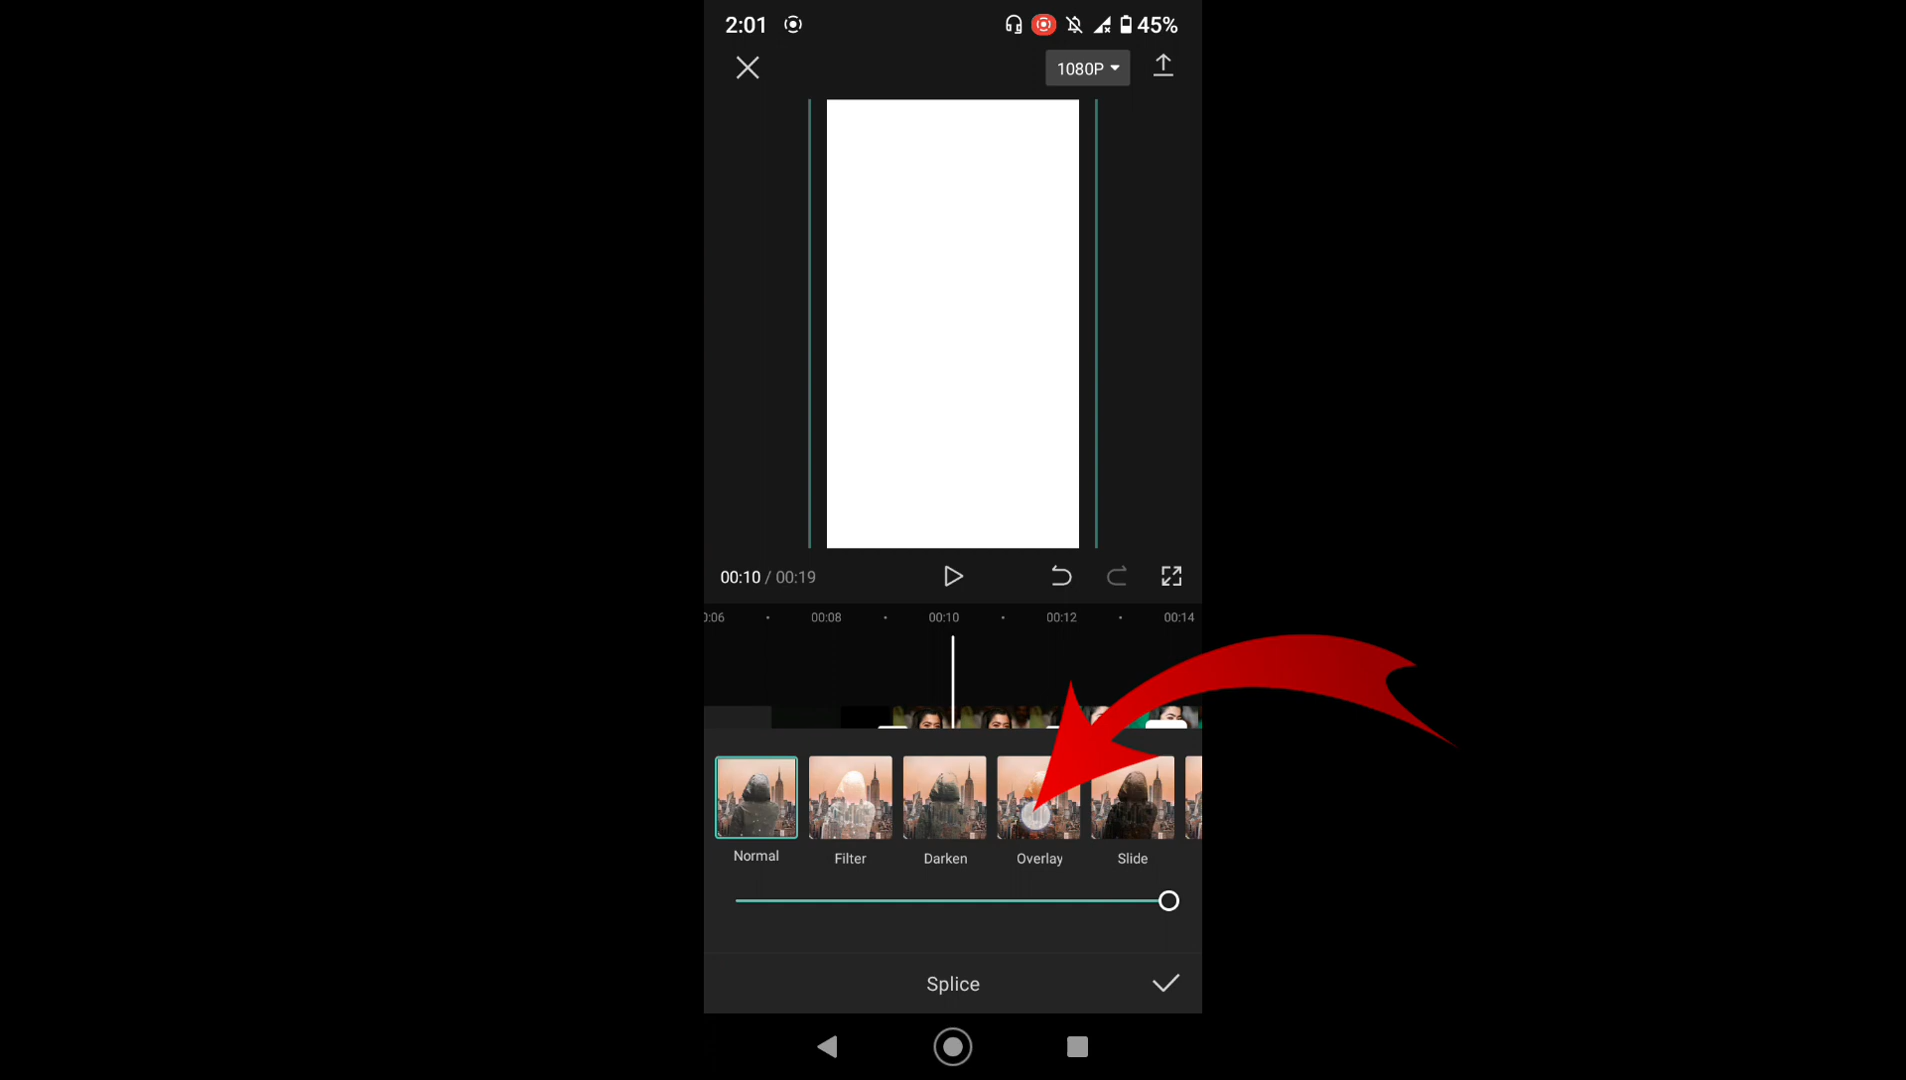 2:01
45%
1080P
00:10 / 00:19
0:06 00:08 00:10 00:12 00:14
Normal Filter Darken Overlay Slide
Splice